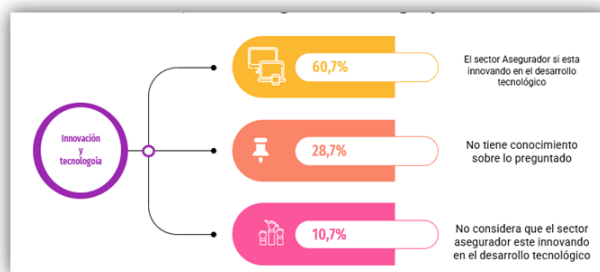 Innovación
y
tecnologoía
60,7%
El sector Asegurador si esta
innovando en el desarrollo
tecnológico
28,7%
No tiene conocimiento
sobre lo preguntado
10,7%
No considera que el sector
asegurador este innovando
en el desarrollo tecnológico